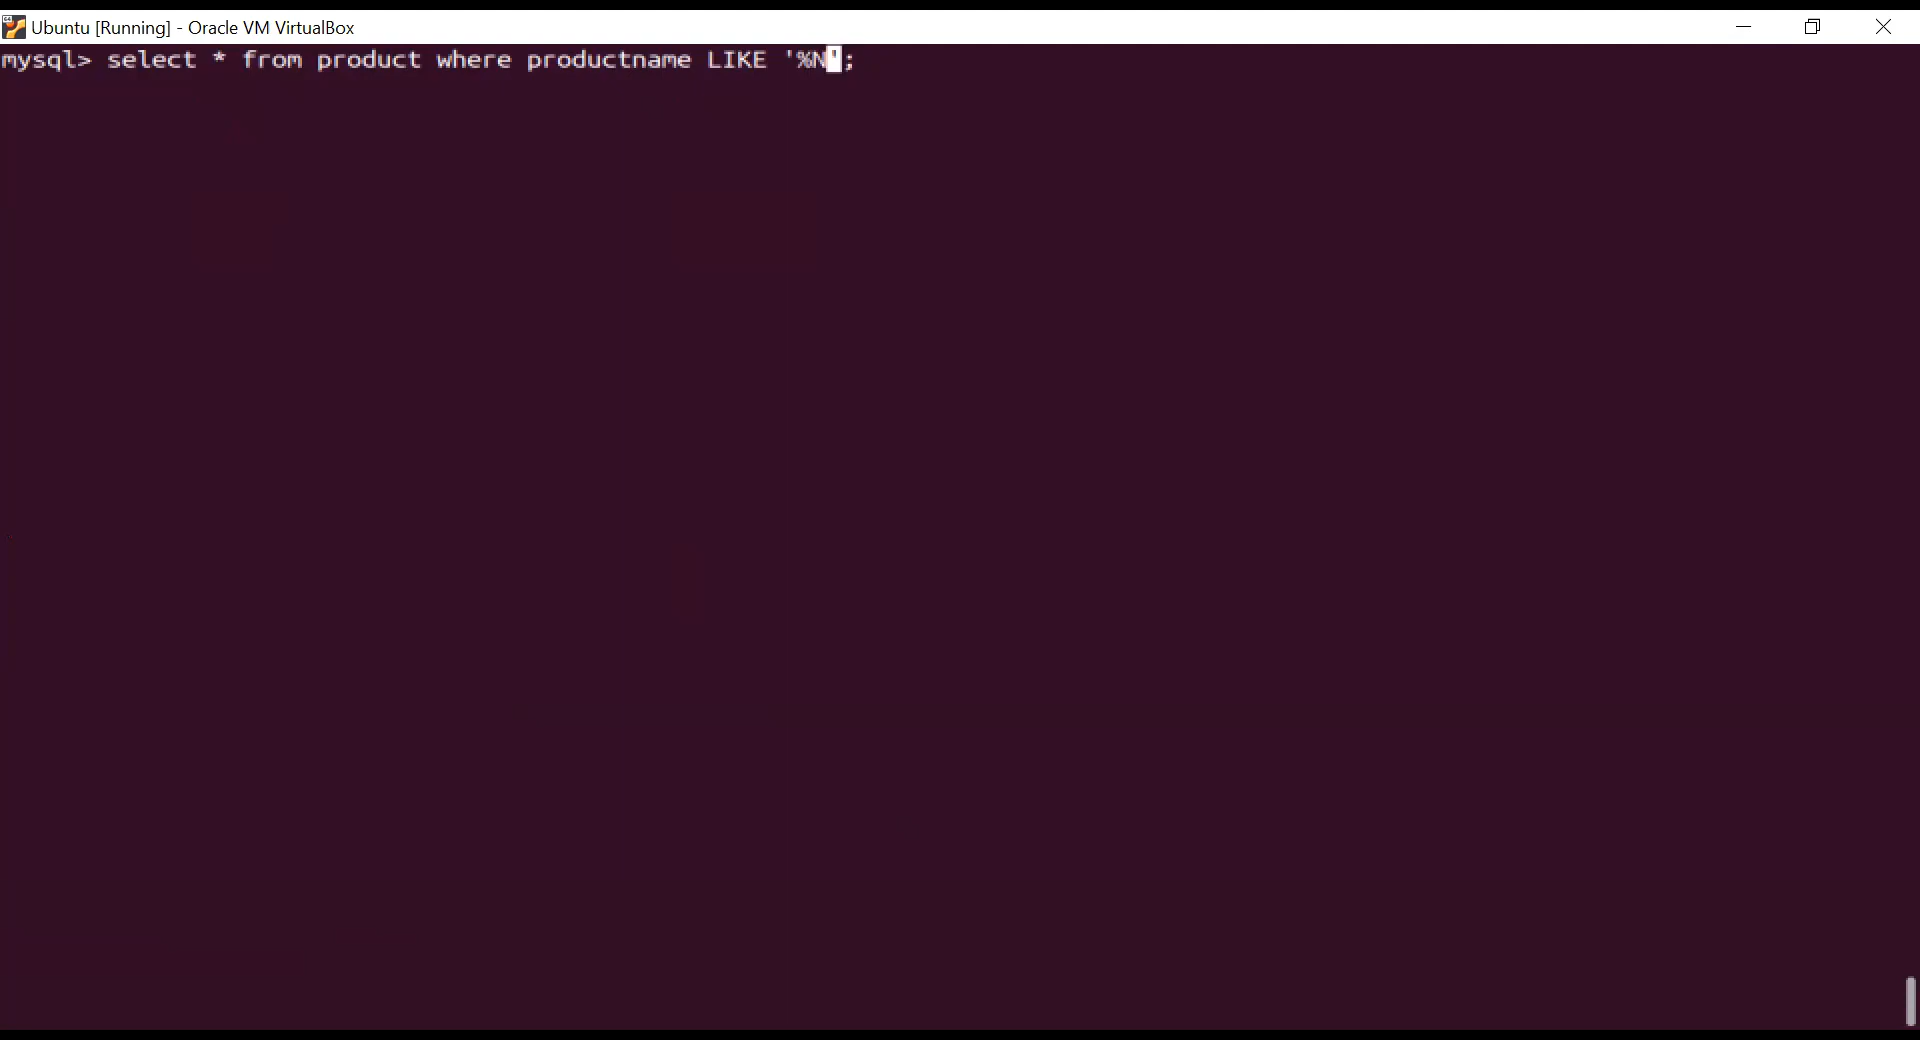 Ubuntu [Running] - Oracle VM VirtualBox
mysql> select * from product where productname LIKE '%N';